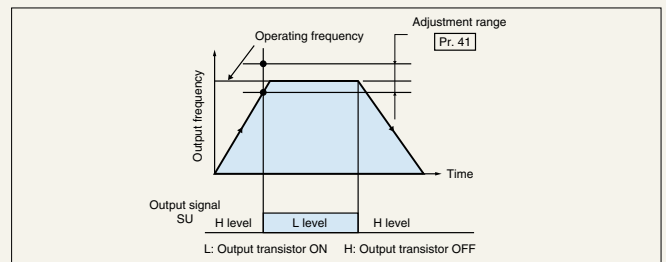 Adjustment range
Operating frequency
Pr. 41
Output frequency
Time
Output signal
SU
H level
L level
H level
L: Output transistor ON H: Output transistor OFF